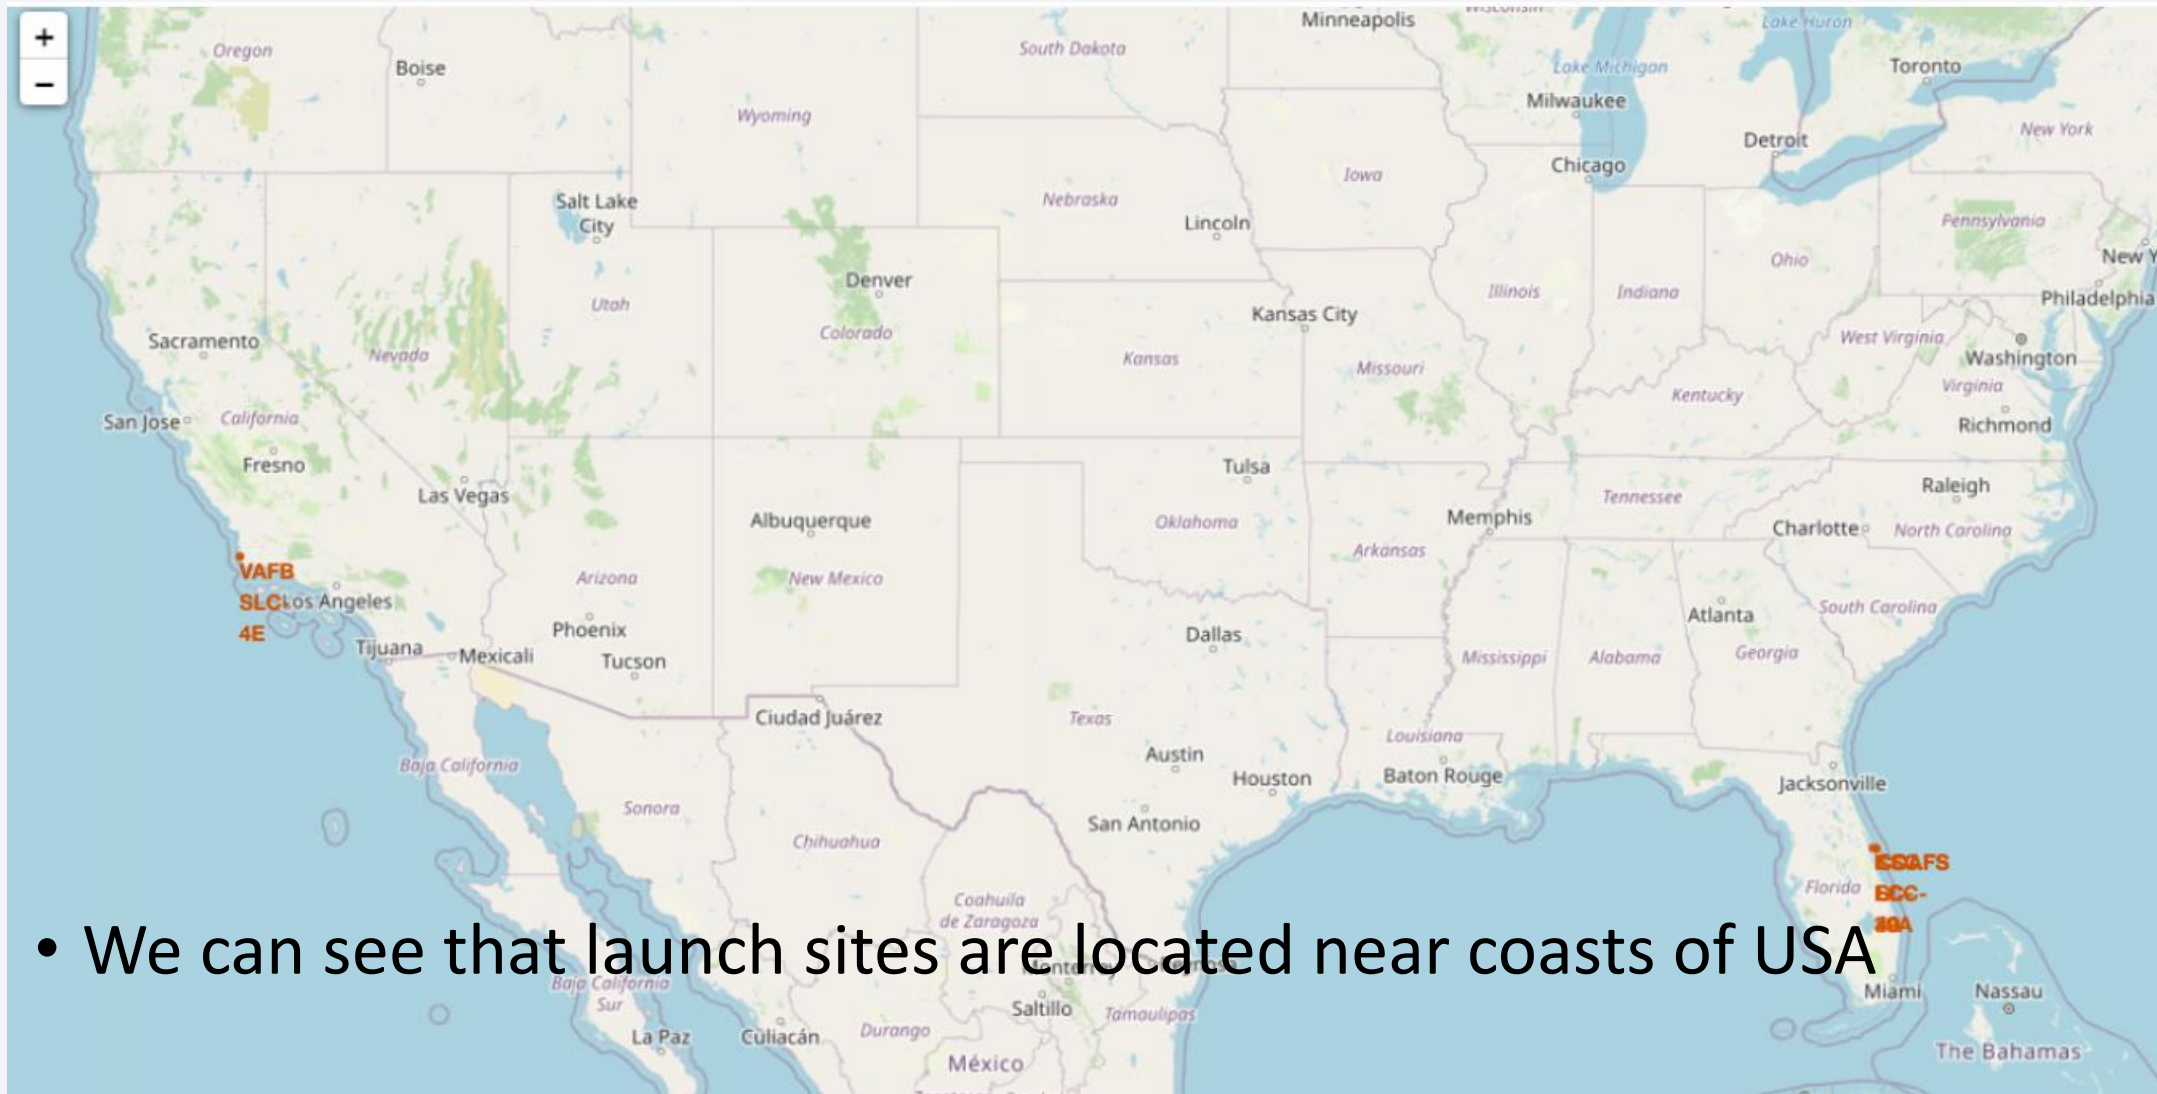 +
−
Oregon
Boise
South Dakota
Minneapolis
Lake Huron
Lake Michigan
Toronto
Wyoming
Milwaukee
New York
Detroit
Chicago
Iowa
Salt Lake
City
Nebraska
Lincoln
Pennsylvania
New Y
Denver
Ohio
Utah
Illinois
Indiana
Philadelphia
Kansas City
Colorado
Sacramento
Nevada
Kansas
Missouri
West Virginia
Washington
Virginia
Kentucky
San Jose
California
Richmond
Fresno
Las Vegas
Tulsa
Raleigh
Tennessee
Albuquerque
Oklahoma
Memphis
Charlotte
North Carolina
Arkansas
VAFB
SLC-
4E
Los Angeles
Arizona
New Mexico
Atlanta
South Carolina
Phoenix
Dallas
Tijuana
Mexicali
Tucson
Mississippi
Alabama
Georgia
Ciudad Juárez
Texas
Louisiana
Austin
Baja California
Houston
Baton Rouge
Jacksonville
Sonora
San Antonio
Chihuahua
Florida
Coahuila
de Zaragoza
• We can see that launch sites are located near coasts of USA
Baja California
Sur
Saltillo
Tamaulipas
Miami
Nassau
La Paz
Culiacán
Durango
México
The Bahamas